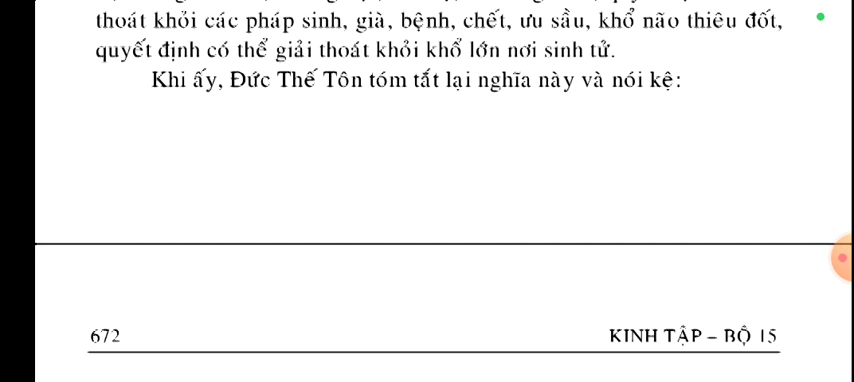 thoát khỏi các pháp sinh, già, bệnh, chết, ưu sầu, khổ não thiêu đốt,
quyết định có thể giải thoát khỏi khổ lớn nơi sinh tử.
Khi ấy, Đức Thế Tôn tóm tắt lại nghĩa này và nói kệ:
672 KINH TẬP – BỘ 15